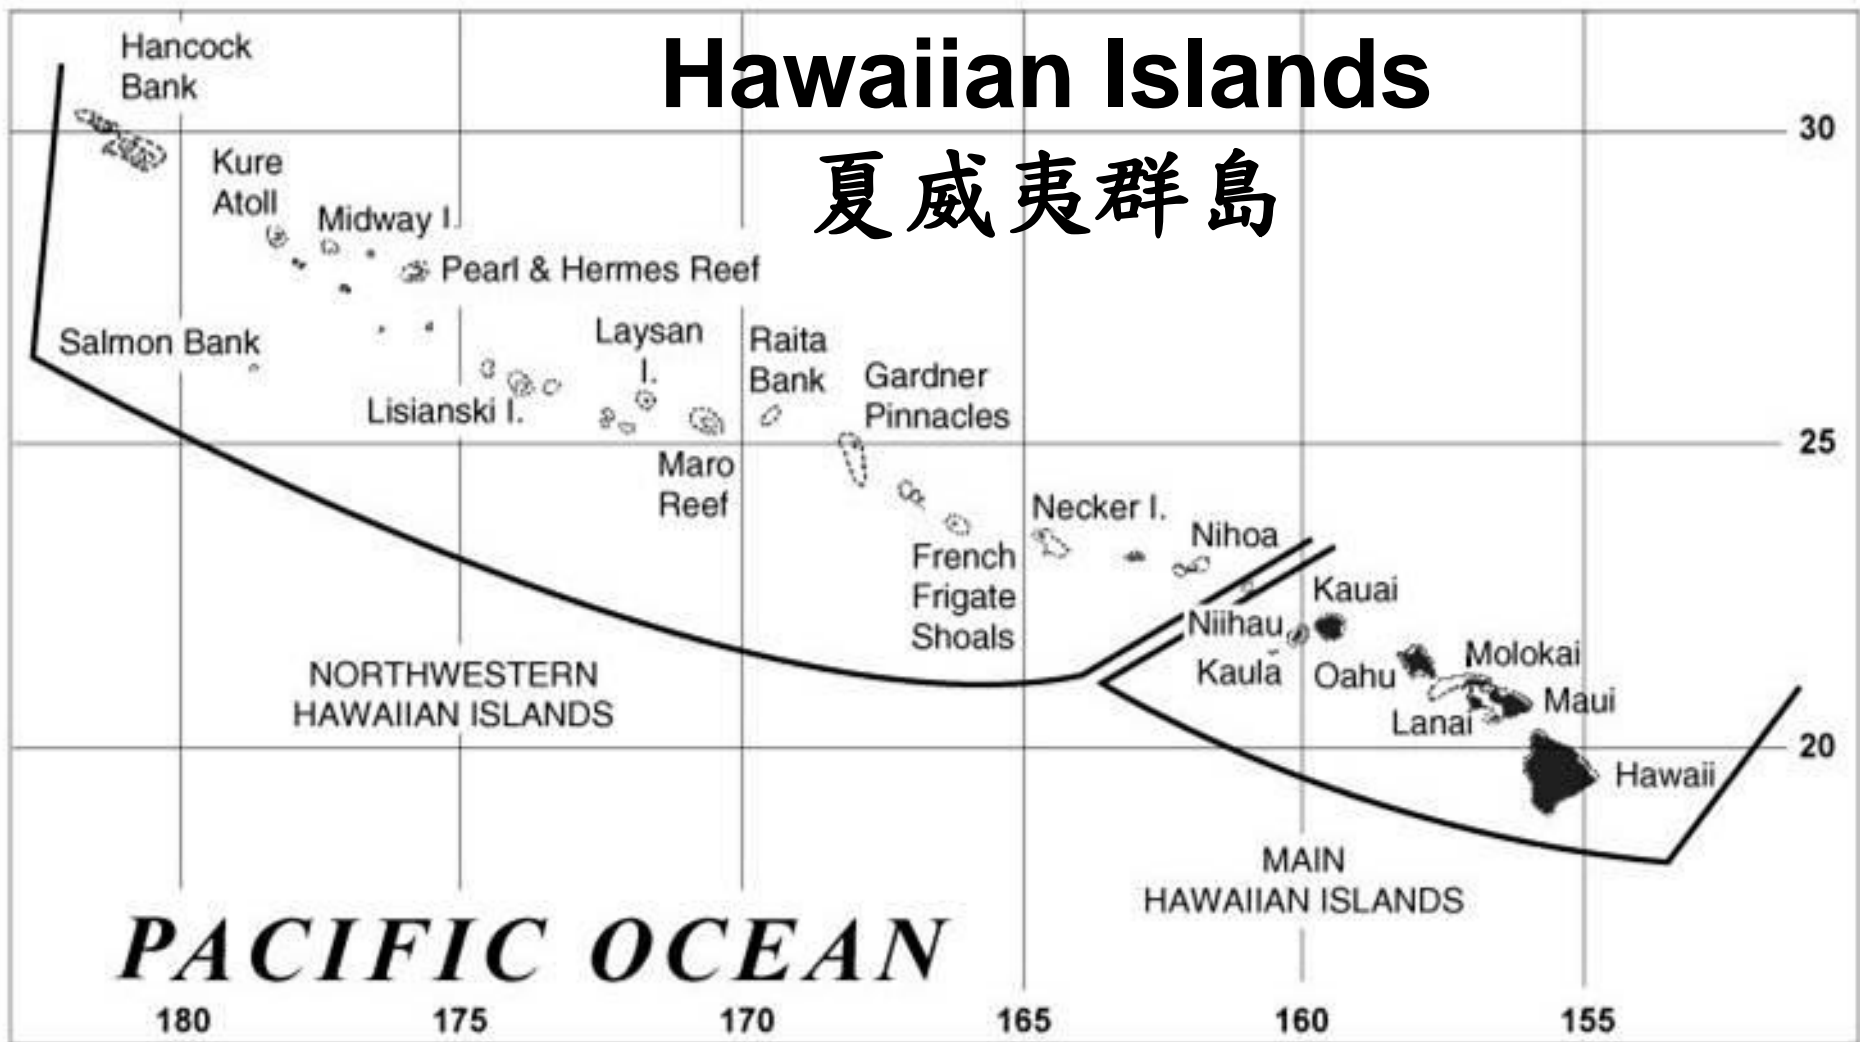 Hawaiian Islands
夏威夷群島
Hancock
Bank
30
Kure
Atoll
Midway I.
Pearl & Hermes Reef
Salmon Bank
Laysan
I.
Raita
Bank
Lisianski I.
Gardner
Pinnacles
25
Maro
Reef
Necker I.
Nihoa
French
Frigate
Shoals
Kauai
Niihau
Kaula
Oahu
Molokai
Maui
Lanai
NORTHWESTERN
HAWAIIAN ISLANDS
20
Hawaii
MAIN
HAWAIIAN ISLANDS
PACIFIC OCEAN
180 175 170 165 160 155